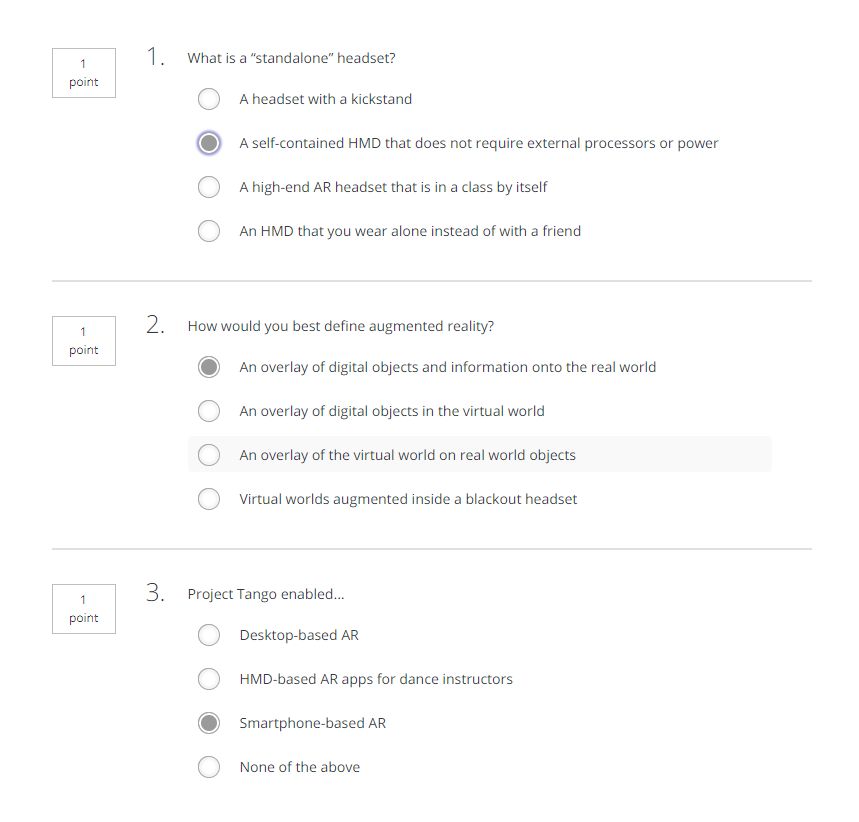 1
point
1. What is a “standalone” headset?
A headset with a kickstand
A self-contained HMD that does not require external processors or power
A high-end AR headset that is in a class by itself
An HMD that you wear alone instead of with a friend
1
point
2. How would you best define augmented reality?
An overlay of digital objects and information onto the real world
An overlay of digital objects in the virtual world
An overlay of the virtual world on real world objects
Virtual worlds augmented inside a blackout headset
1
point
3. Project Tango enabled...
Desktop-based AR
HMD-based AR apps for dance instructors
Smartphone-based AR
None of the above